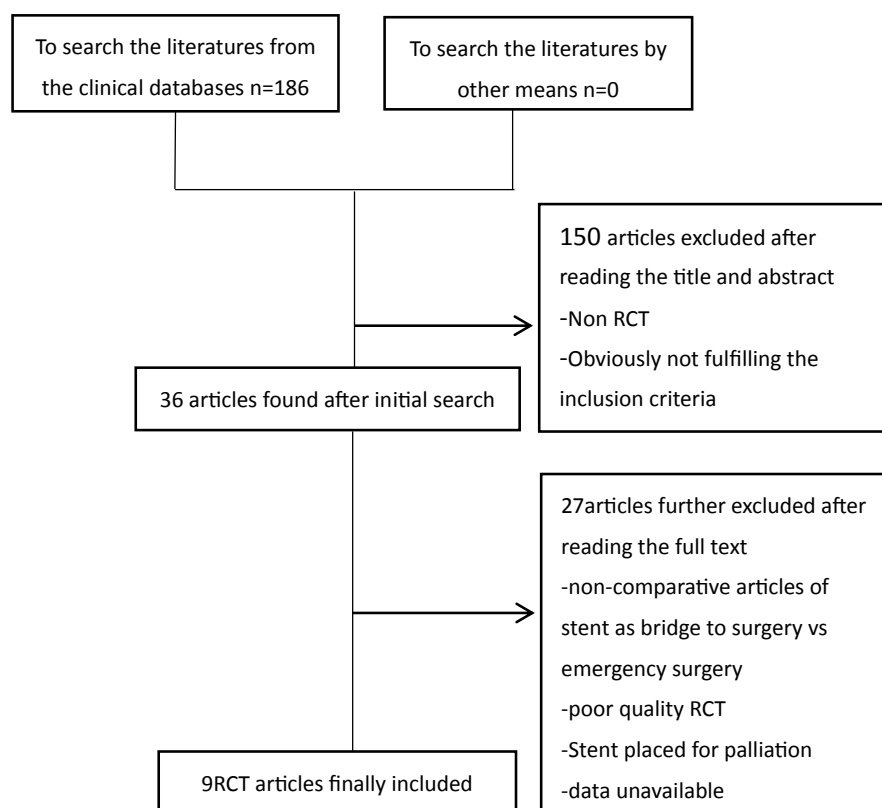 To search the literatures from
the clinical databases n=186
To search the literatures by
other means n=0
150 articles excluded after
reading the title and abstract
-Non RCT
-Obviously not fulfilling the
inclusion criteria
36 articles found after initial search
27articles further excluded after
reading the full text
-non-comparative articles of
stent as bridge to surgery vs
emergency surgery
-poor quality RCT
-Stent placed for palliation
-data unavailable
9RCT articles finally included